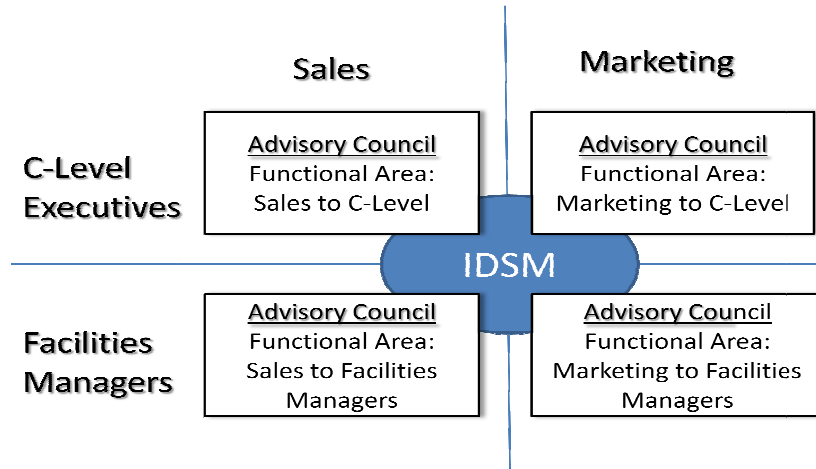 Sales
Marketing
C-Level
Executives
Advisory Council
Functional Area:
Sales to C-Level
Advisory Council
Functional Area:
Marketing to C-Level
IDSM
Facilities
Managers
Advisory Council
Functional Area:
Sales to Facilities
Managers
Advisory Council
Functional Area:
Marketing to Facilities
Managers